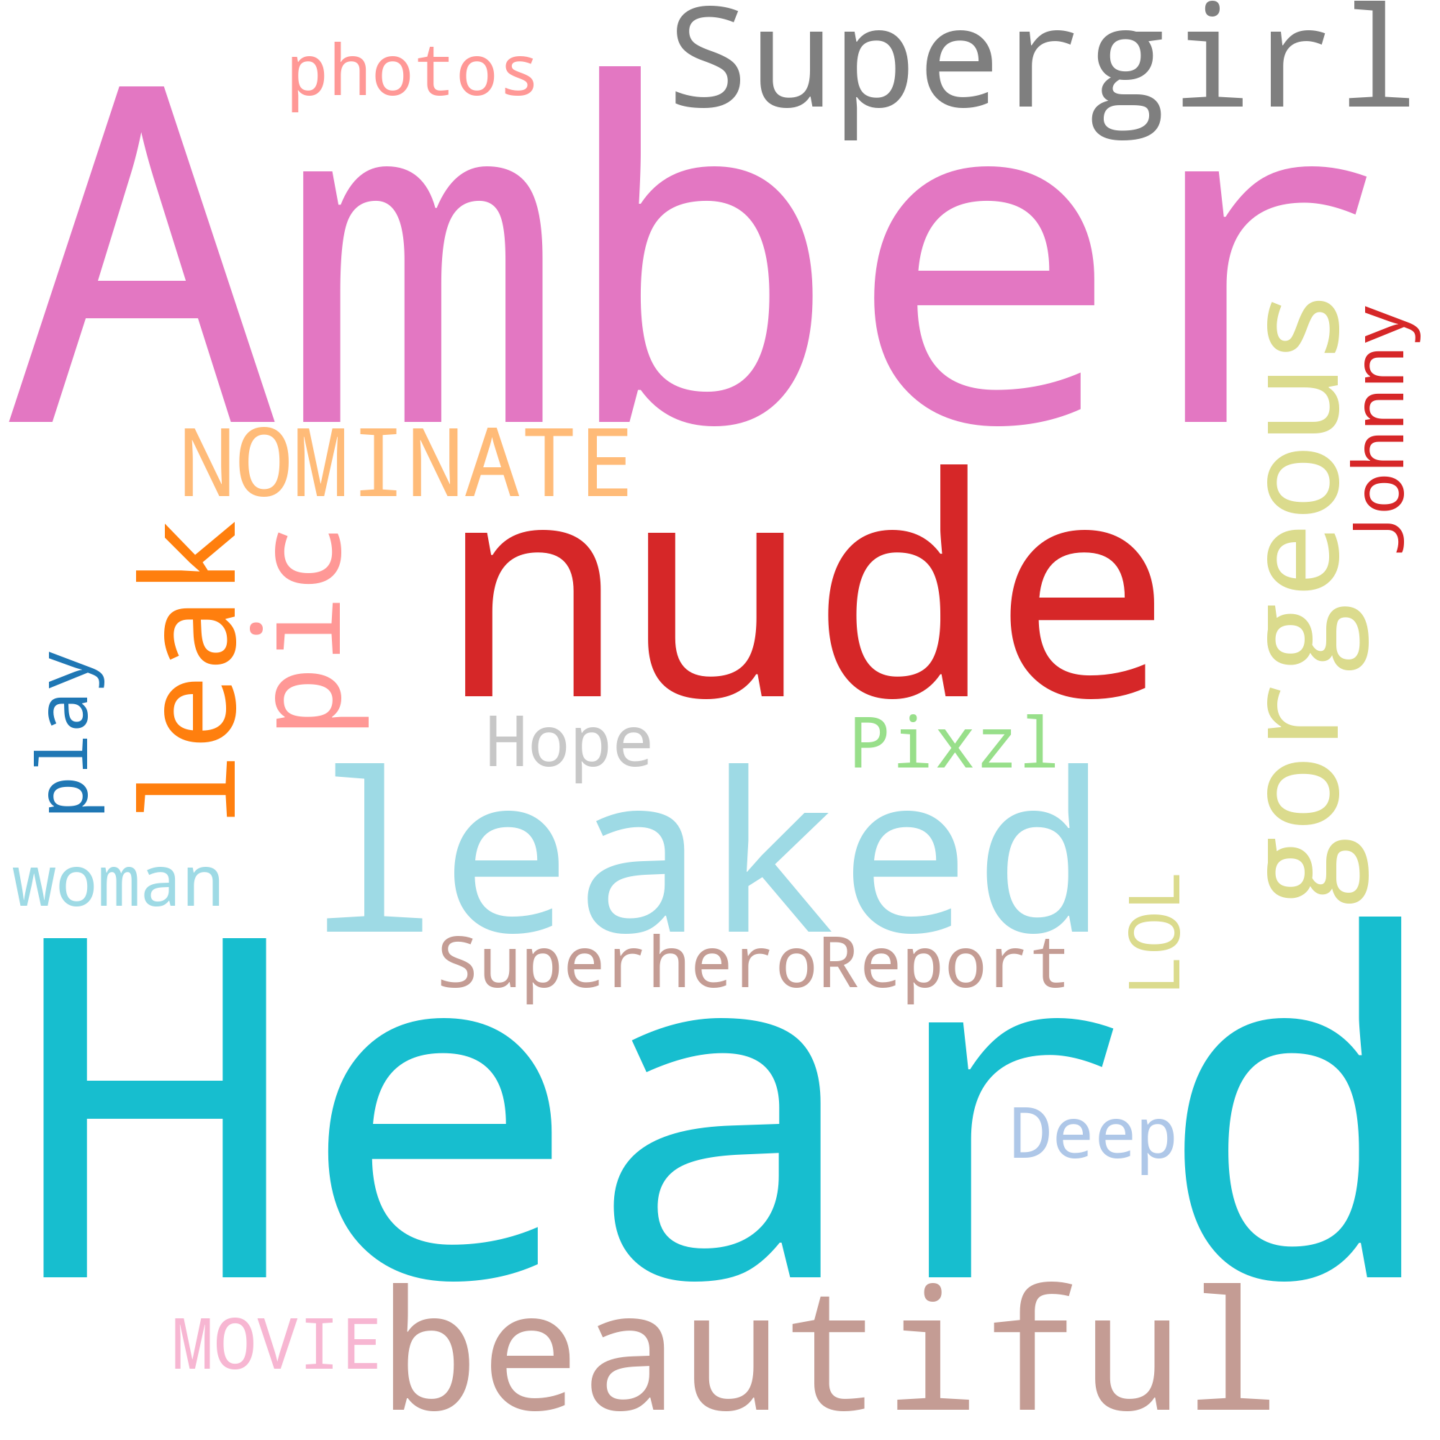 photos
Supergirl
Amber
NOMINATE
gorgeous
Johnny
leak
pic
nude
play
Hope
Pixzl
leaked
woman
LOL
SuperheroReport
Heard
Deep
MOVIE
beautiful